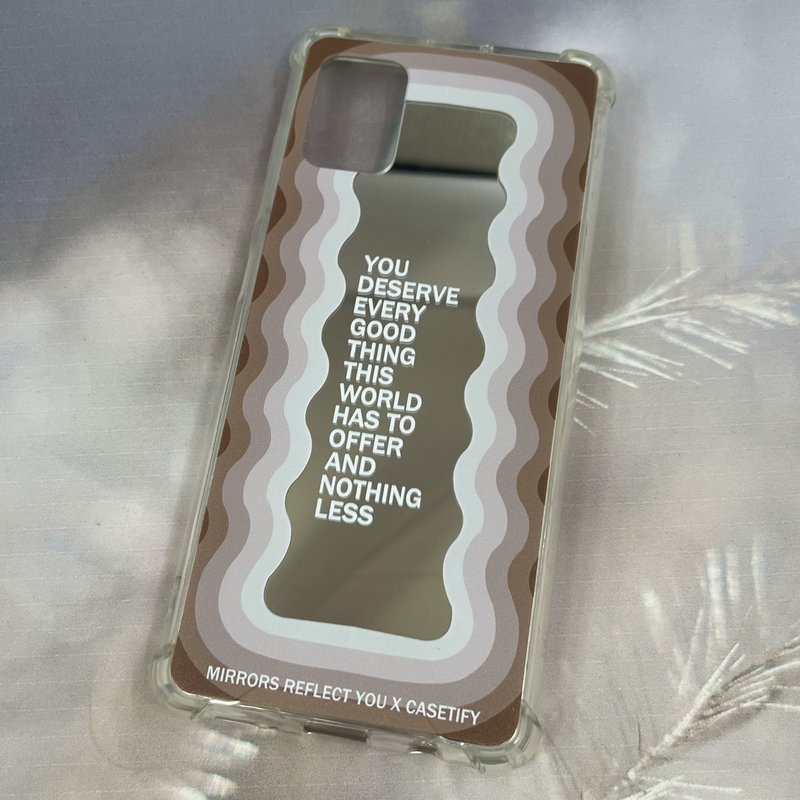 YOU
DESERVE
EVERY
GOOD
THING
THIS
WORLD
HAS TO
OFFER
AND
NOTHING
LESS
MIRRORS REFLECT YOU X CASETIFY